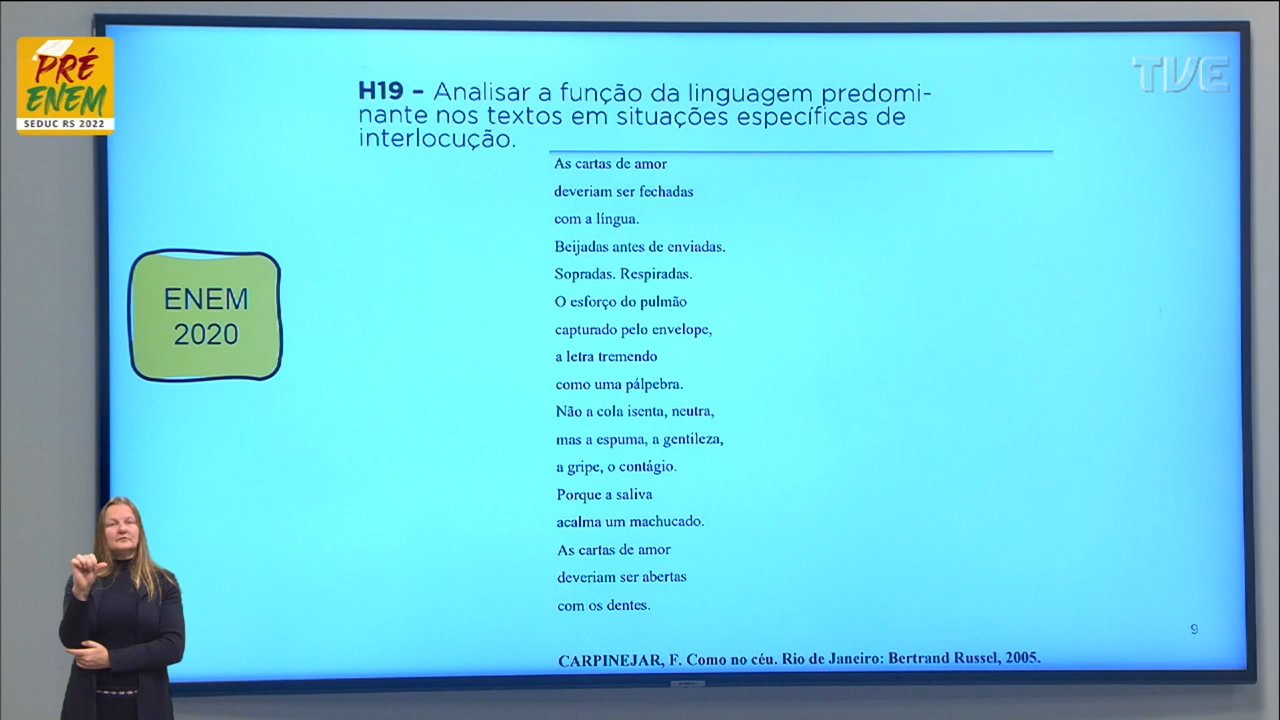 PRÉ
ENEM
SEDUC RS 2022
TVE
H19 – Analisar a função da linguagem predomi-
nante nos textos em situações específicas de
interlocução.
ENEM
2020
As cartas de amor
deveriam ser fechadas
com a língua.
Beijadas antes de enviadas.
Sopradas. Respiradas.
O esforço do pulmão
capturado pelo envelope,
a letra tremendo
como uma pálpebra.
Não a cola isenta, neutra,
mas a espuma, a gentileza,
a gripe, o contágio.
Porque a saliva
acalma um machucado.
As cartas de amor
deveriam ser abertas
com os dentes.
9
CARPINEJAR, F. Como no céu. Rio de Janeiro: Bertrand Russel, 2005.